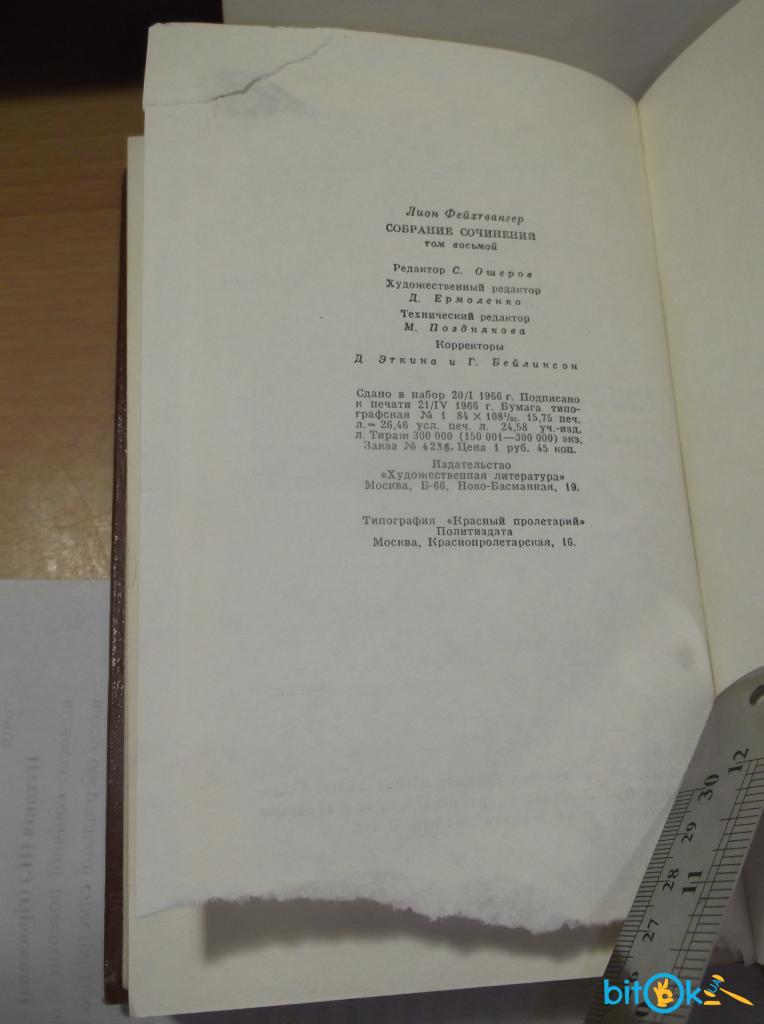 Лион Фейхтвангер
СОБРАНИЕ СОЧИНЕНИЙ
том восьмой
Редактор С. Ошеров
Художественный редактор
Д. Ермоленко
Технический редактор
М. Позднякова
Корректоры
Д. Эткина и Г. Бейлинсон
Сдано в набор 20/I 1966 г. Подписано
к печати 21/IV 1966 г. Бумага типо-
графская № 1 84 × 108¹/₃₂. 15,75 печ.
л. = 26,46 усл. печ. л. 24,58 уч.-изд.
л. Тираж 300 000 (150 001—300 000) экз.
Заказ № 4238. Цена 1 руб. 45 коп.
Издательство
«Художественная литература»
Москва, Б-66, Ново-Басманная, 19.
Типография «Красный пролетарий»
Политиздата
Москва, Краснопролетарская, 16.
12
30
29
11
28
27
bitok.UA